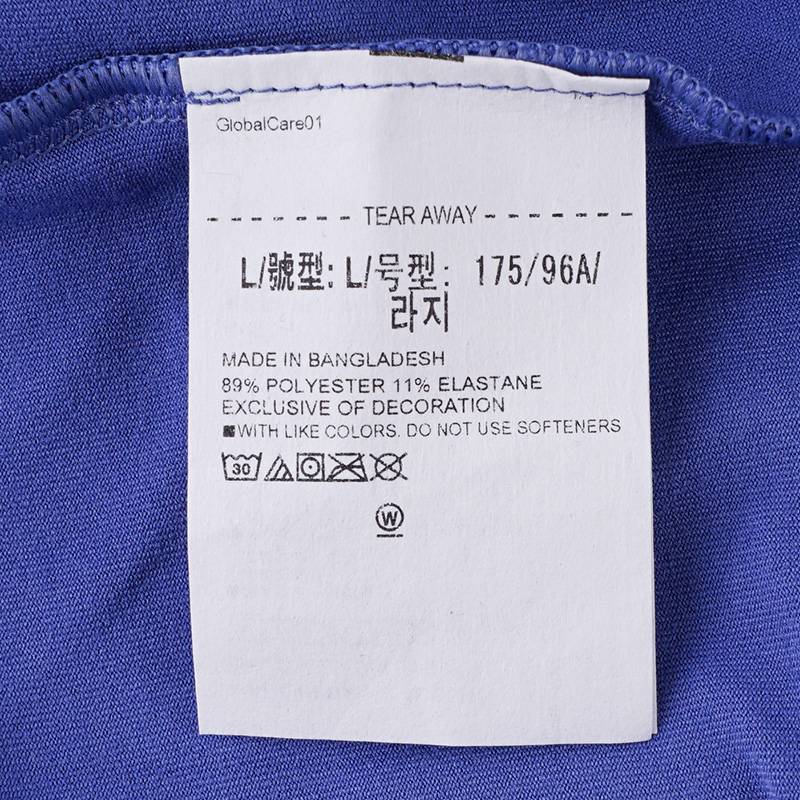 GlobalCare01
TEAR AWAY
L/號型: L/号型: 175/96A/
라지
MADE IN BANGLADESH
89% POLYESTER 11% ELASTANE
EXCLUSIVE OF DECORATION
■WITH LIKE COLORS. DO NOT USE SOFTENERS
30
W